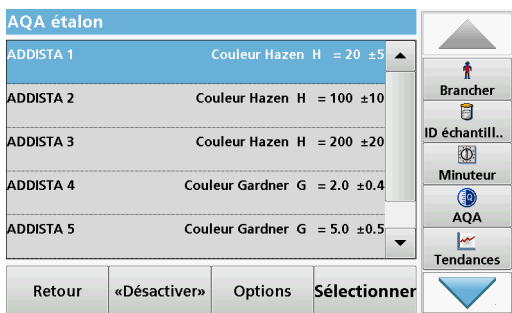 AQA étalon
ADDISTA 1 Couleur Hazen H = 20 ±5
ADDISTA 2 Couleur Hazen H = 100 ±10
ADDISTA 3 Couleur Hazen H = 200 ±20
ADDISTA 4 Couleur Gardner G = 2.0 ±0.4
ADDISTA 5 Couleur Gardner G = 5.0 ±0.5
Retour «Désactiver» Options Sélectionner
Brancher
ID échantill..
Minuteur
AQA
Tendances